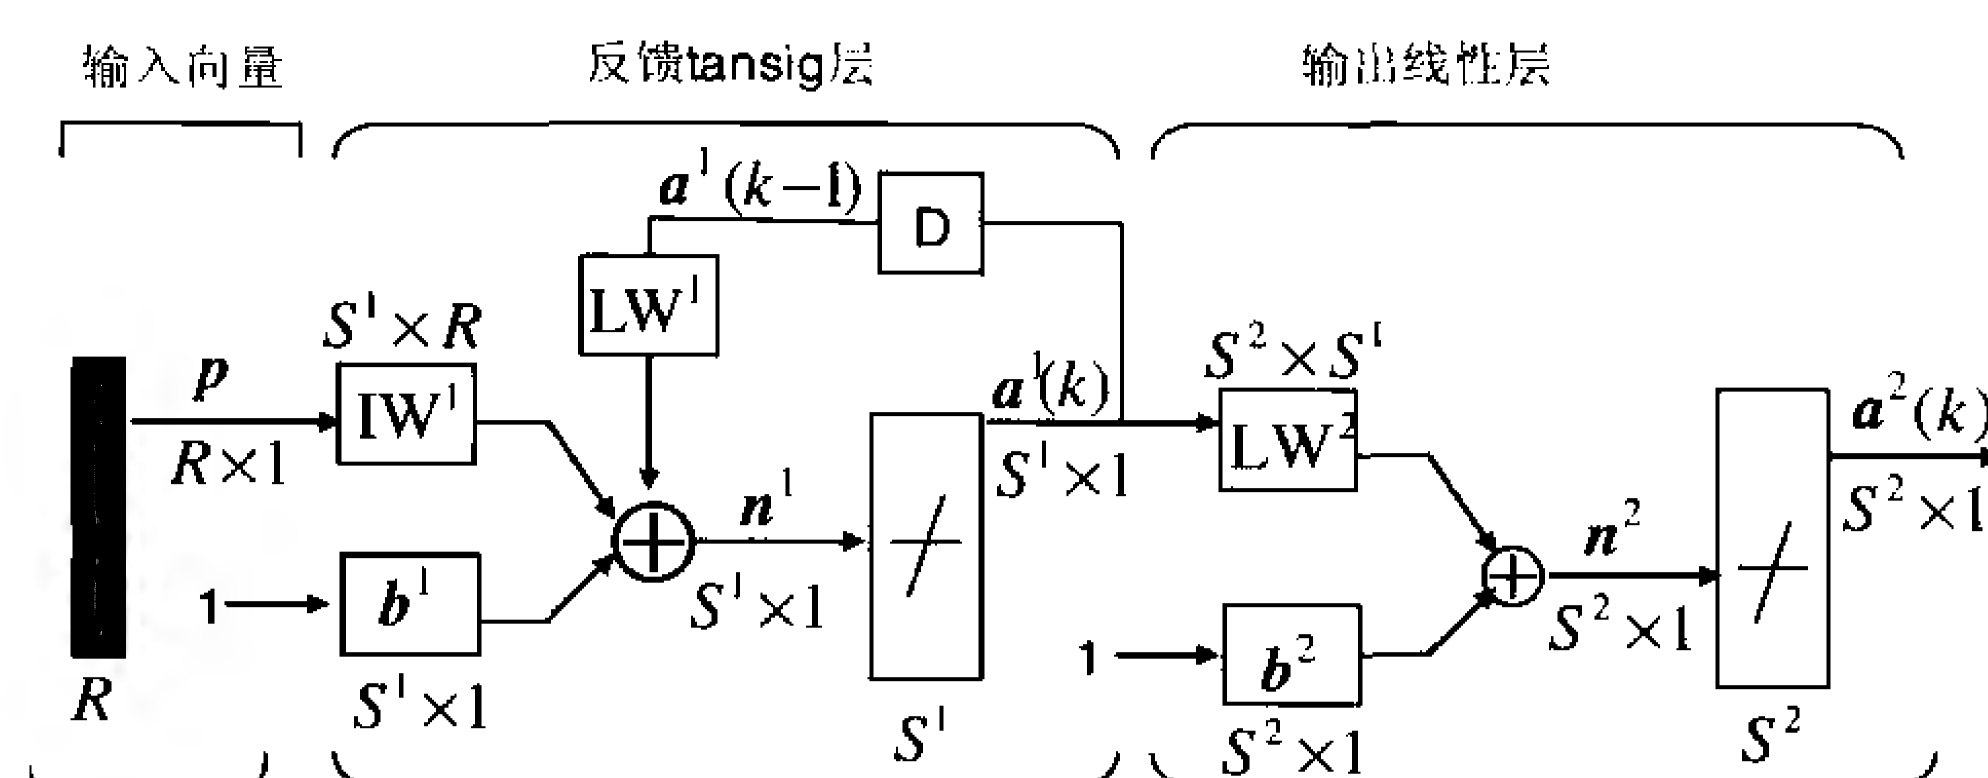 输入向量 反馈tansig层 输出线性层
a¹(k−1)
D
LW¹
S¹×R
S²×S¹
p
IW¹
a¹(k)
LW²
a²(k)
R×1
S¹×1
n¹
S²×1
n²
1
b¹
S¹×1
S²×1
1
b²
R
S¹×1
S¹
S²×1
S²